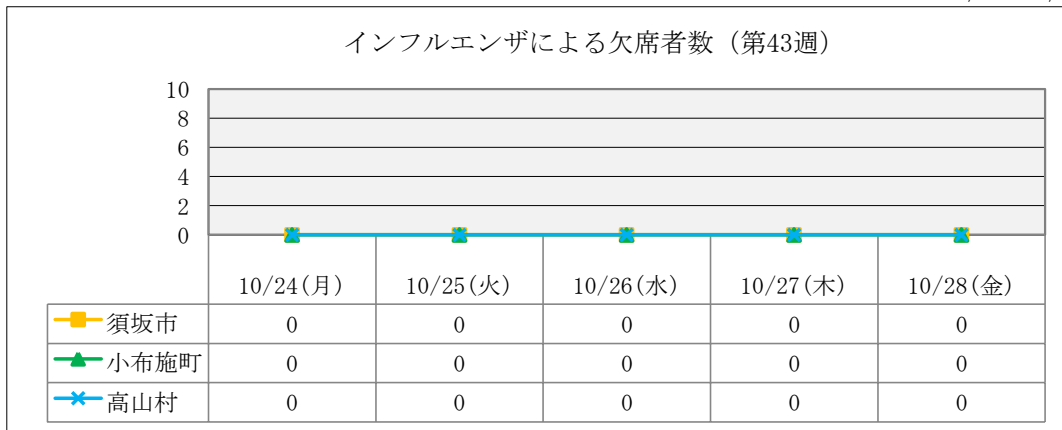 インフルエンザによる欠席者数（第43週）
10
8
6
4
2
0
10/24(月) 10/25(火) 10/26(水) 10/27(木) 10/28(金)
須坂市 0 0 0 0 0
小布施町 0 0 0 0 0
高山村 0 0 0 0 0